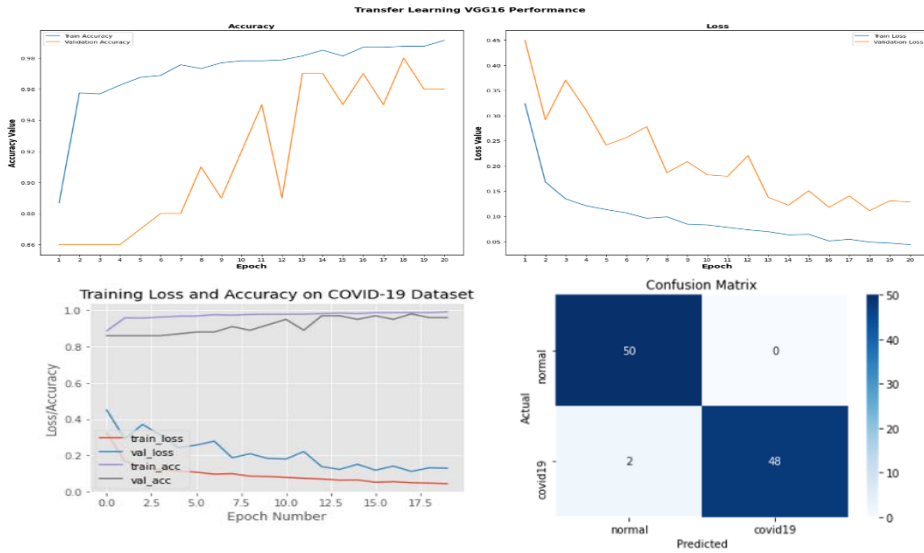 Transfer Learning VGG16 Performance
Accuracy
Train Accuracy
Validation Accuracy
Accuracy Value
0.98
0.96
0.94
0.92
0.90
0.88
0.86
1 2 3 4 5 6 7 8 9 10 11 12 13 14 15 16 17 18 19 20
Epoch
Loss
Train Loss
Validation Loss
Loss Value
0.45
0.40
0.35
0.30
0.25
0.20
0.15
0.10
0.05
1 2 3 4 5 6 7 8 9 10 11 12 13 14 15 16 17 18 19 20
Epoch
Training Loss and Accuracy on COVID-19 Dataset
Loss/Accuracy
1.0
0.8
0.6
0.4
0.2
0.0
train_loss
val_loss
train_acc
val_acc
0.0 2.5 5.0 7.5 10.0 12.5 15.0 17.5
Epoch Number
Confusion Matrix
Actual
normal
covid19
50 0
2 48
normal covid19
Predicted
50
40
30
20
10
0